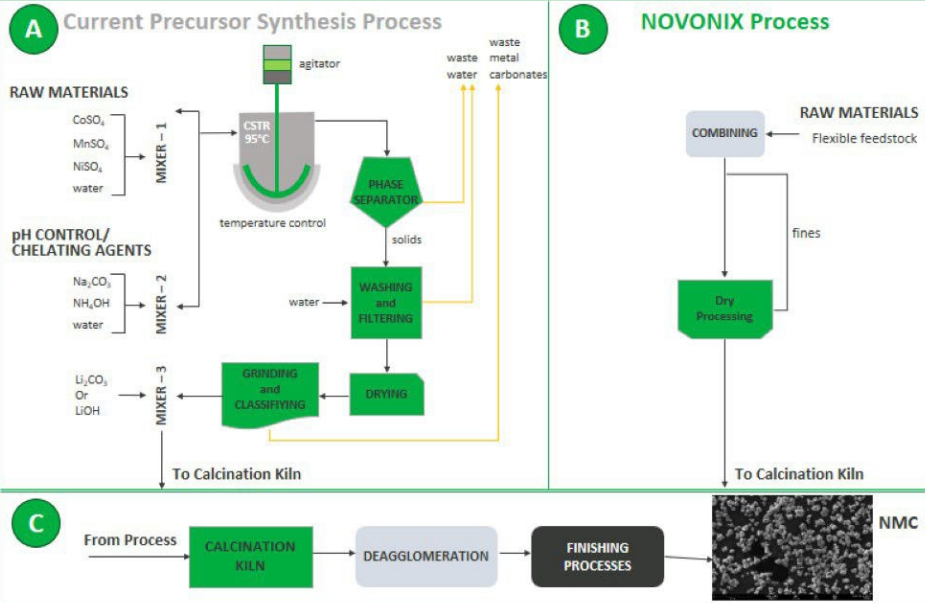 A
Current Precursor Synthesis Process
agitator
waste
water
waste
metal
carbonates
RAW MATERIALS
CoSO₄
MnSO₄
NiSO₄
water
MIXER – 1
CSTR
95°C
temperature control
PHASE
SEPARATOR
solids
pH CONTROL/
CHELATING AGENTS
Na₂CO₃
NH₄OH
water
MIXER – 2
water
WASHING
and
FILTERING
DRYING
GRINDING
and
CLASSIFIYING
Li₂CO₃
Or
LiOH
MIXER – 3
To Calcination Kiln
B
NOVONIX Process
COMBINING
RAW MATERIALS
Flexible feedstock
fines
Dry
Processing
To Calcination Kiln
C
From Process
CALCINATION
KILN
DEAGGLOMERATION
FINISHING
PROCESSES
NMC